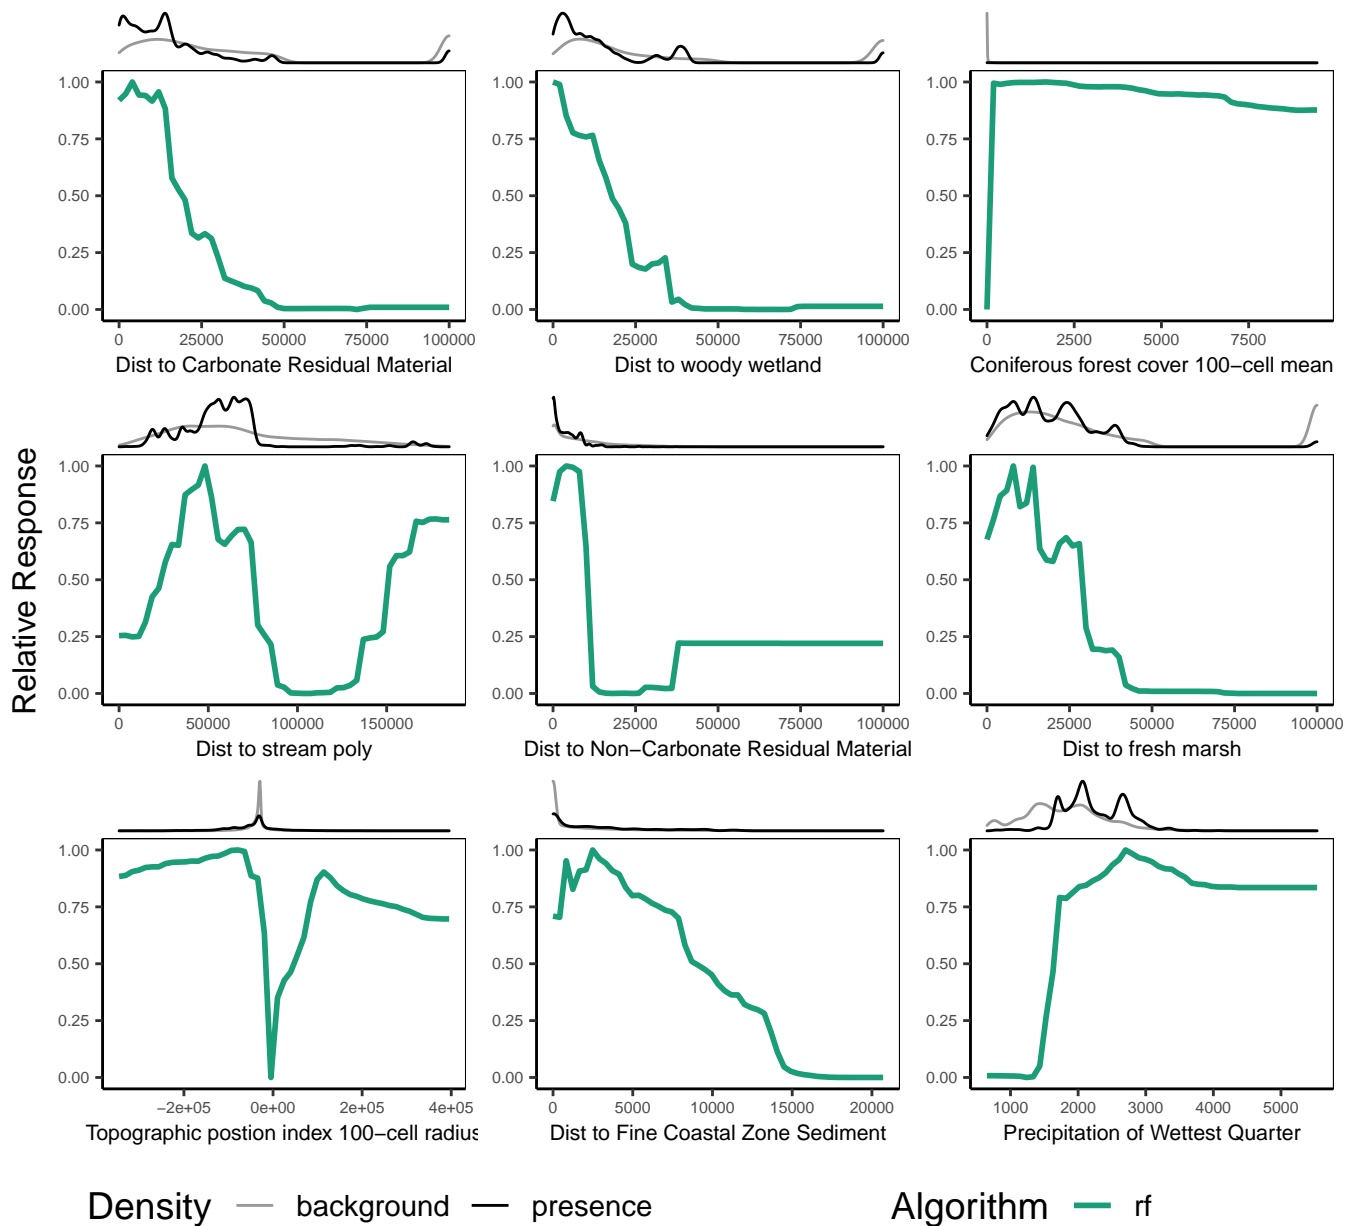 1.00
0.75
0.50
0.25
0.00
0 25000 50000 75000 100000
Dist to Carbonate Residual Material
1.00
0.75
0.50
0.25
0.00
0 25000 50000 75000 100000
Dist to woody wetland
1.00
0.75
0.50
0.25
0.00
0 2500 5000 7500
Coniferous forest cover 100−cell mean
Relative Response
1.00
0.75
0.50
0.25
0.00
0 50000 100000 150000
Dist to stream poly
1.00
0.75
0.50
0.25
0.00
0 25000 50000 75000 100000
Dist to Non−Carbonate Residual Material
1.00
0.75
0.50
0.25
0.00
0 25000 50000 75000 100000
Dist to fresh marsh
1.00
0.75
0.50
0.25
0.00
−2e+05 0e+00 2e+05 4e+05
Topographic postion index 100−cell radius
1.00
0.75
0.50
0.25
0.00
0 5000 10000 15000 20000
Dist to Fine Coastal Zone Sediment
1.00
0.75
0.50
0.25
0.00
1000 2000 3000 4000 5000
Precipitation of Wettest Quarter
Density background presence Algorithm rf